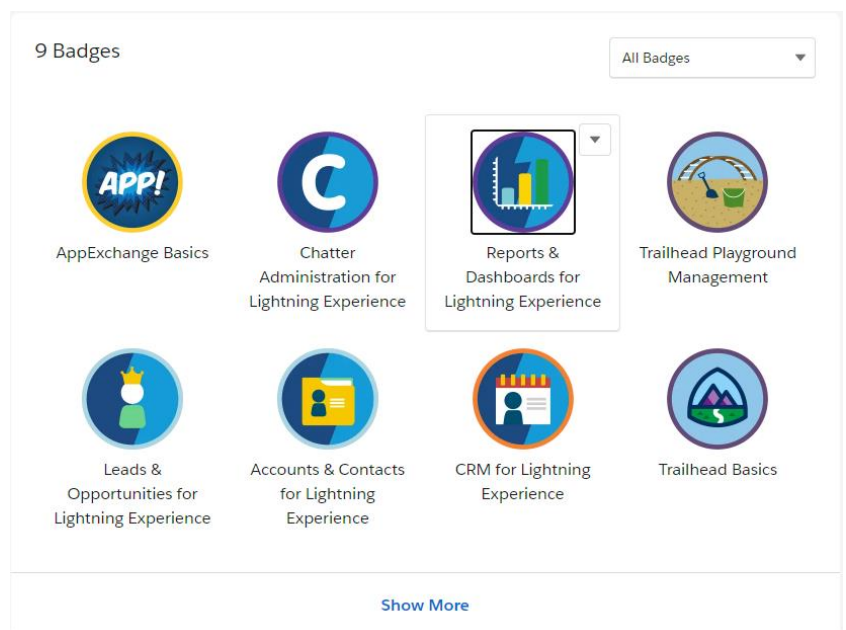 9 Badges
All Badges
APP!
C
AppExchange Basics
Chatter
Administration for
Lightning Experience
Reports &
Dashboards for
Lightning Experience
Trailhead Playground
Management
Leads &
Opportunities for
Lightning Experience
Accounts & Contacts
for Lightning
Experience
CRM for Lightning
Experience
Trailhead Basics
Show More